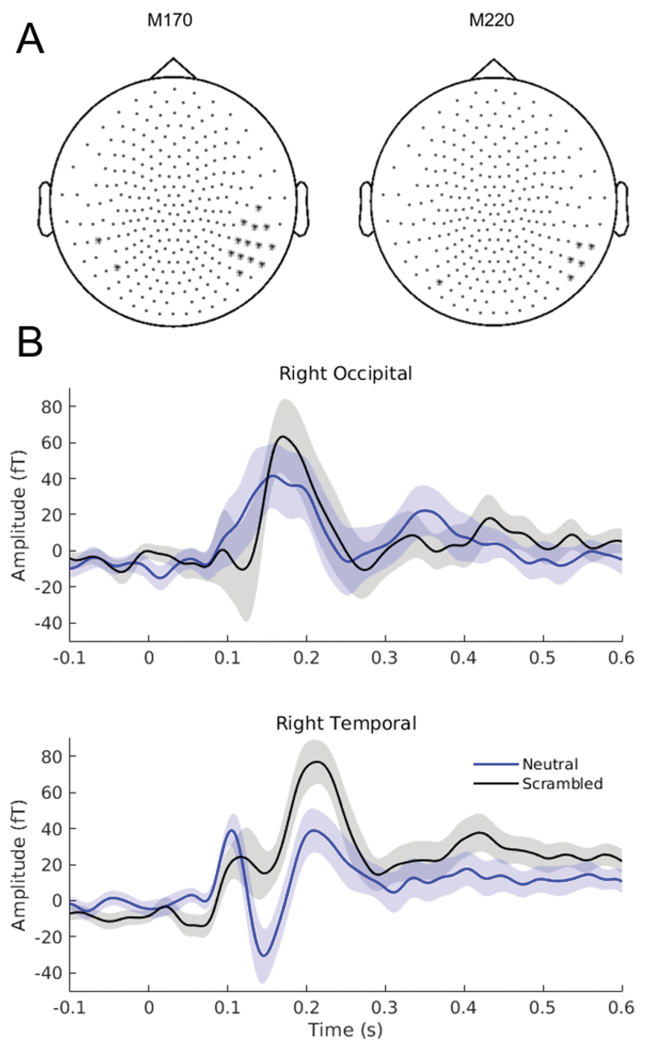 A
M170 M220
B
Right Occipital
Amplitude (fT)
80
60
40
20
0
-20
-40
-0.1 0 0.1 0.2 0.3 0.4 0.5 0.6
Right Temporal
Amplitude (fT)
80
60
40
20
0
-20
-40
Neutral
Scrambled
-0.1 0 0.1 0.2 0.3 0.4 0.5 0.6
Time (s)